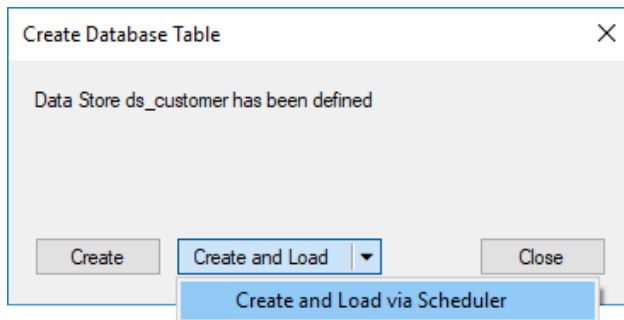 Create Database Table
Data Store ds_customer has been defined
Create
Create and Load
Close
Create and Load via Scheduler